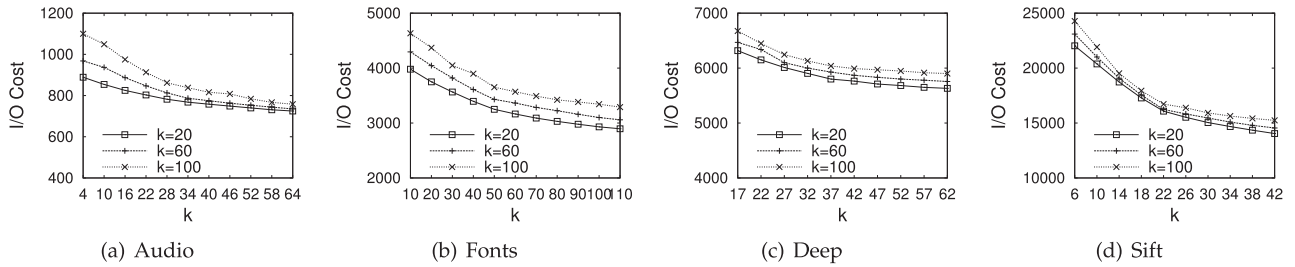 1200
1000
800
600
400
I/O Cost
k=20
k=60
k=100
4 10 16 22 28 34 40 46 52 58 64
k
(a) Audio
5000
4000
3000
2000
I/O Cost
k=20
k=60
k=100
10 20 30 40 50 60 70 80 90 100 110
k
(b) Fonts
7000
6000
5000
4000
I/O Cost
k=20
k=60
k=100
17 22 27 32 37 42 47 52 57 62
k
(c) Deep
25000
20000
15000
10000
I/O Cost
k=20
k=60
k=100
6 10 14 18 22 26 30 34 38 42
k
(d) Sift